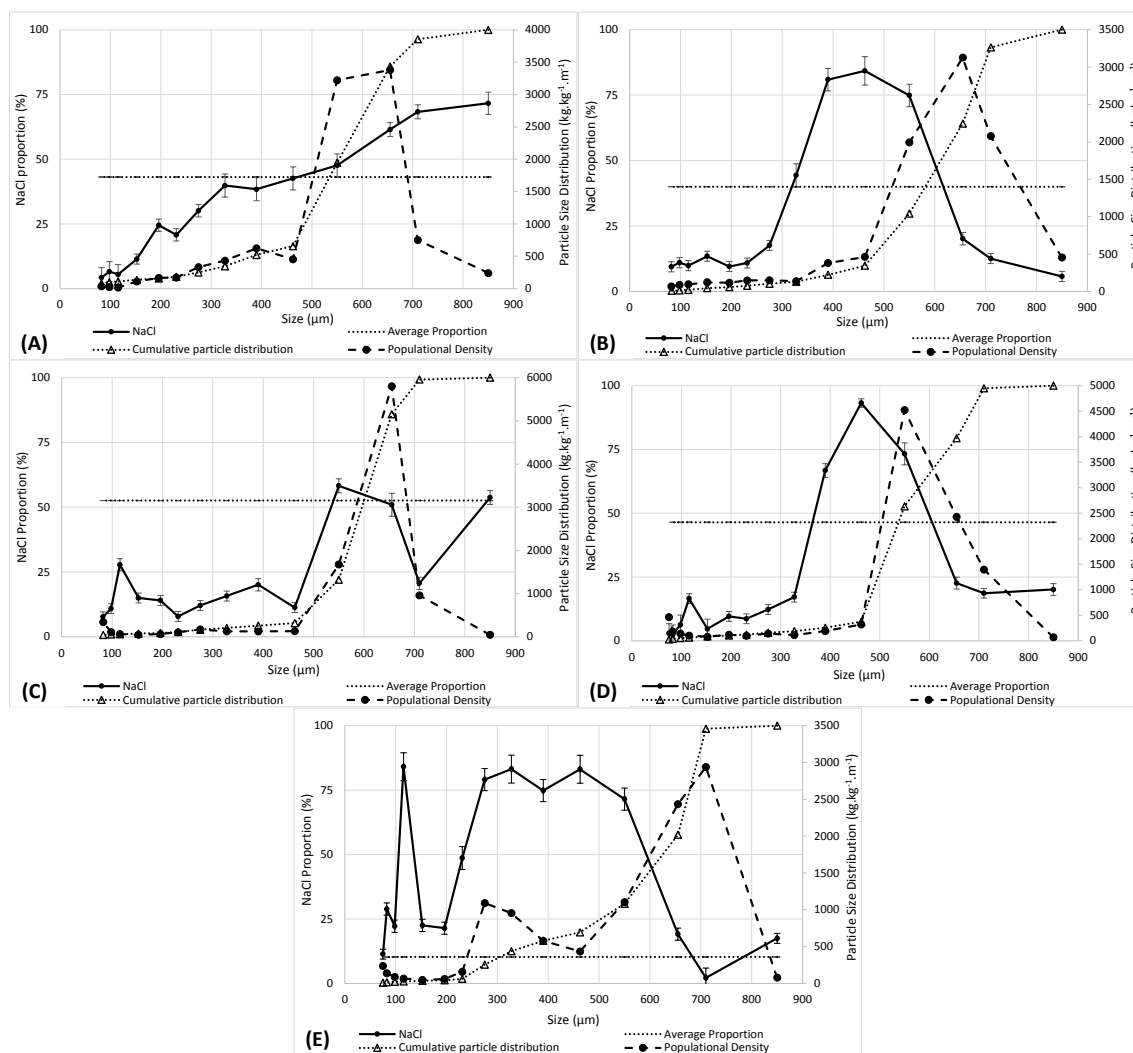 100
75
50
25
0
NaCl proportion (%)
0 100 200 300 400 500 600 700 800 900
Size (µm)
4000
3500
3000
2500
2000
1500
1000
500
0
Particle Size Distribution (kg.kg⁻¹.m⁻¹)
(A)
NaCl
Average Proportion
Cumulative particle distribution
Populational Density
100
75
50
25
0
NaCl Proportion (%)
0 100 200 300 400 500 600 700 800 900
Size (µm)
3500
3000
2500
2000
1500
1000
500
0
(B)
NaCl
Average Proportion
Cumulative particle distribution
Populational Density
100
75
50
25
0
NaCl Proportion (%)
0 100 200 300 400 500 600 700 800 900
Size (µm)
6000
5000
4000
3000
2000
1000
0
Particle Size Distribution (kg.kg⁻¹.m⁻¹)
(C)
NaCl
Average Proportion
Cumulative particle distribution
Populational Density
100
75
50
25
0
NaCl Proportion (%)
0 100 200 300 400 500 600 700 800 900
Size (µm)
5000
4500
4000
3500
3000
2500
2000
1500
1000
500
0
(D)
NaCl
Average Proportion
Cumulative particle distribution
Populational Density
100
75
50
25
0
NaCl Proportion (%)
0 100 200 300 400 500 600 700 800 900
Size (µm)
3500
3000
2500
2000
1500
1000
500
0
Particle Size Distribution (kg.kg⁻¹.m⁻¹)
(E)
NaCl
Average Proportion
Cumulative particle distribution
Populational Density